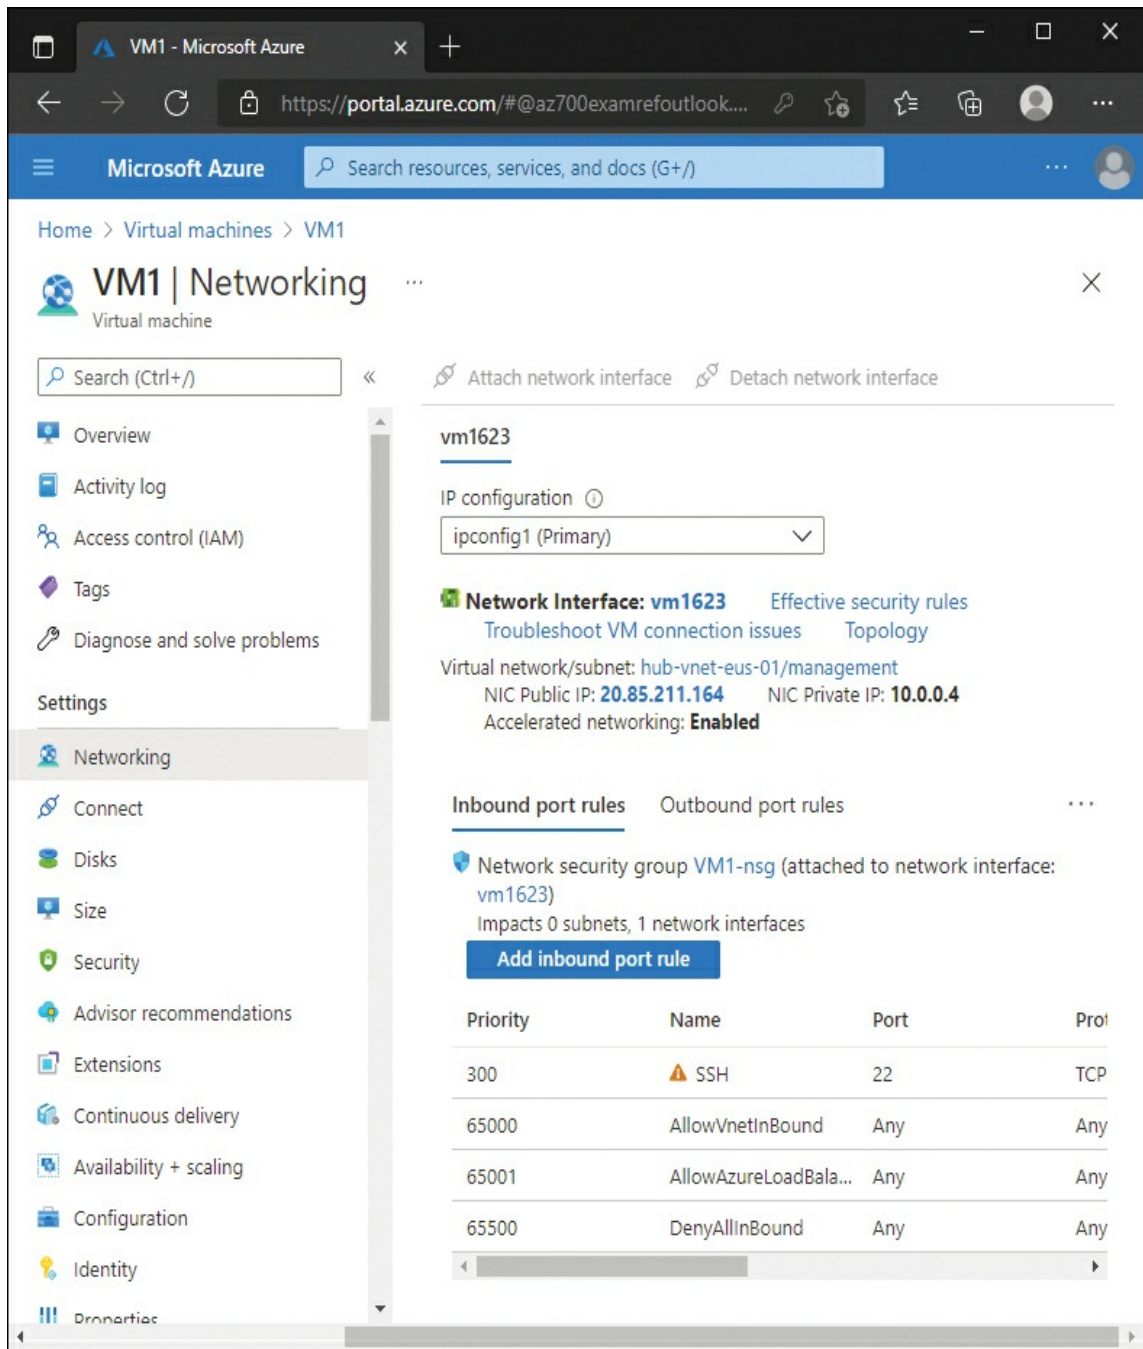 VM1 - Microsoft Azure
https://portal.azure.com/#@az700examrefoutlook....
Microsoft Azure
Search resources, services, and docs (G+/)
Home > Virtual machines > VM1
VM1 | Networking ...
Virtual machine
Search (Ctrl+/)
«
Attach network interface
Detach network interface
Overview
Activity log
Access control (IAM)
Tags
Diagnose and solve problems
Settings
Networking
Connect
Disks
Size
Security
Advisor recommendations
Extensions
Continuous delivery
Availability + scaling
Configuration
Identity
Properties
vm1623
IP configuration
ipconfig1 (Primary)
Network Interface: vm1623 Effective security rules
Troubleshoot VM connection issues Topology
Virtual network/subnet: hub-vnet-eus-01/management
NIC Public IP: 20.85.211.164 NIC Private IP: 10.0.0.4
Accelerated networking: Enabled
Inbound port rules Outbound port rules ...
Network security group VM1-nsg (attached to network interface:
vm1623)
Impacts 0 subnets, 1 network interfaces
Add inbound port rule
Priority Name Port Prot
300 SSH 22 TCP
65000 AllowVnetInBound Any Any
65001 AllowAzureLoadBala... Any Any
65500 DenyAllInBound Any Any